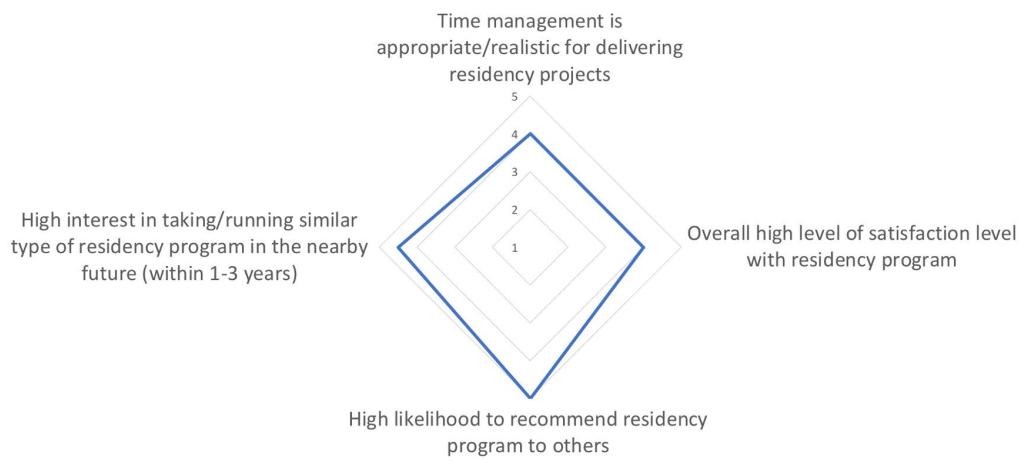 Time management is
appropriate/realistic for delivering
residency projects
5
4
3
2
1
High interest in taking/running similar
type of residency program in the nearby
future (within 1-3 years)
Overall high level of satisfaction level
with residency program
High likelihood to recommend residency
program to others